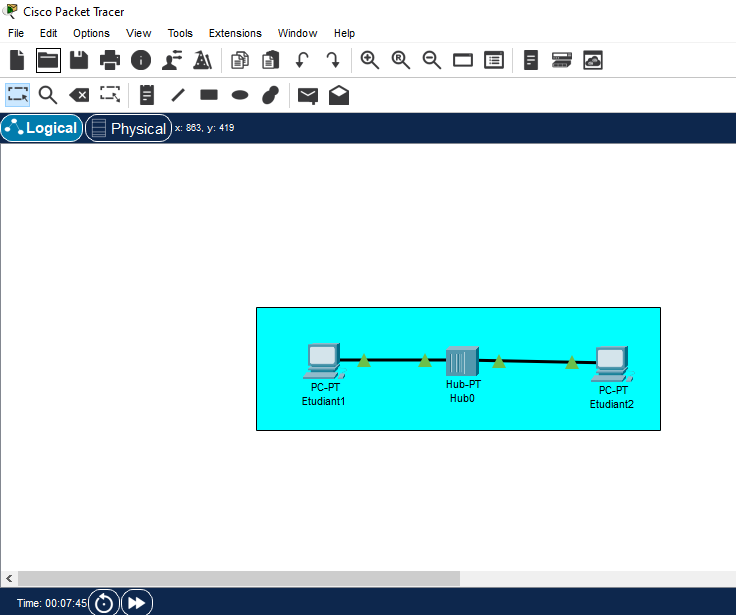 Cisco Packet Tracer
File Edit Options View Tools Extensions Window Help
Logical Physical x: 863, y: 419
PC-PT
Etudiant1
Hub-PT
Hub0
PC-PT
Etudiant2
Time: 00:07:45